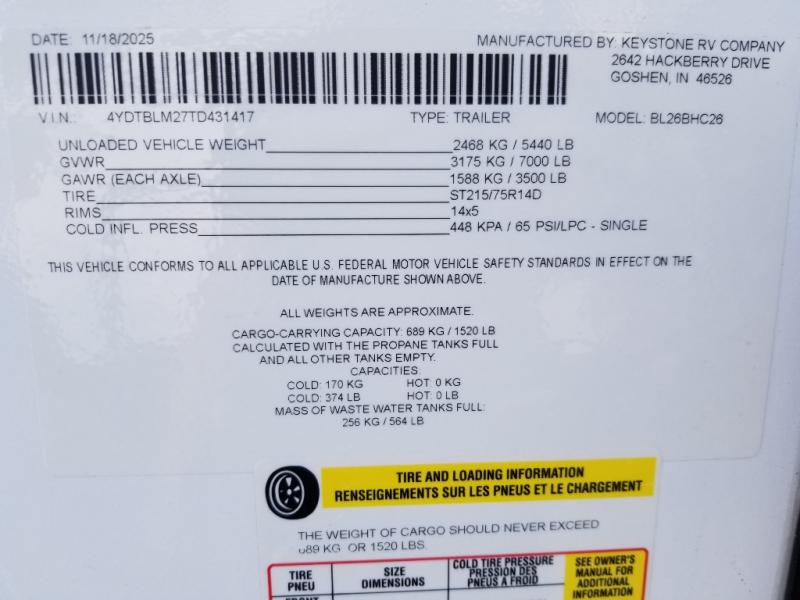 DATE: 11/18/2025
MANUFACTURED BY: KEYSTONE RV COMPANY
2642 HACKBERRY DRIVE
GOSHEN, IN 46526
V.I.N.: 4YDTBLM27TD431417 TYPE: TRAILER MODEL: BL26BHC26
UNLOADED VEHICLE WEIGHT 2468 KG / 5440 LB
GVWR 3175 KG / 7000 LB
GAWR (EACH AXLE) 1588 KG / 3500 LB
TIRE ST215/75R14D
RIMS 14x5
COLD INFL. PRESS 448 KPA / 65 PSI/LPC - SINGLE
THIS VEHICLE CONFORMS TO ALL APPLICABLE U.S. FEDERAL MOTOR VEHICLE SAFETY STANDARDS IN EFFECT ON THE
DATE OF MANUFACTURE SHOWN ABOVE.
ALL WEIGHTS ARE APPROXIMATE.
CARGO-CARRYING CAPACITY: 689 KG / 1520 LB
CALCULATED WITH THE PROPANE TANKS FULL
AND ALL OTHER TANKS EMPTY.
CAPACITIES:
COLD: 170 KG HOT: 0 KG
COLD: 374 LB HOT: 0 LB
MASS OF WASTE WATER TANKS FULL:
256 KG / 564 LB
TIRE AND LOADING INFORMATION
RENSEIGNEMENTS SUR LES PNEUS ET LE CHARGEMENT
THE WEIGHT OF CARGO SHOULD NEVER EXCEED
689 KG OR 1520 LBS.
TIRE
PNEU
SIZE
DIMENSIONS
COLD TIRE PRESSURE
PRESSION DES
PNEUS A FROID
SEE OWNER'S
MANUAL FOR
ADDITIONAL
INFORMATION